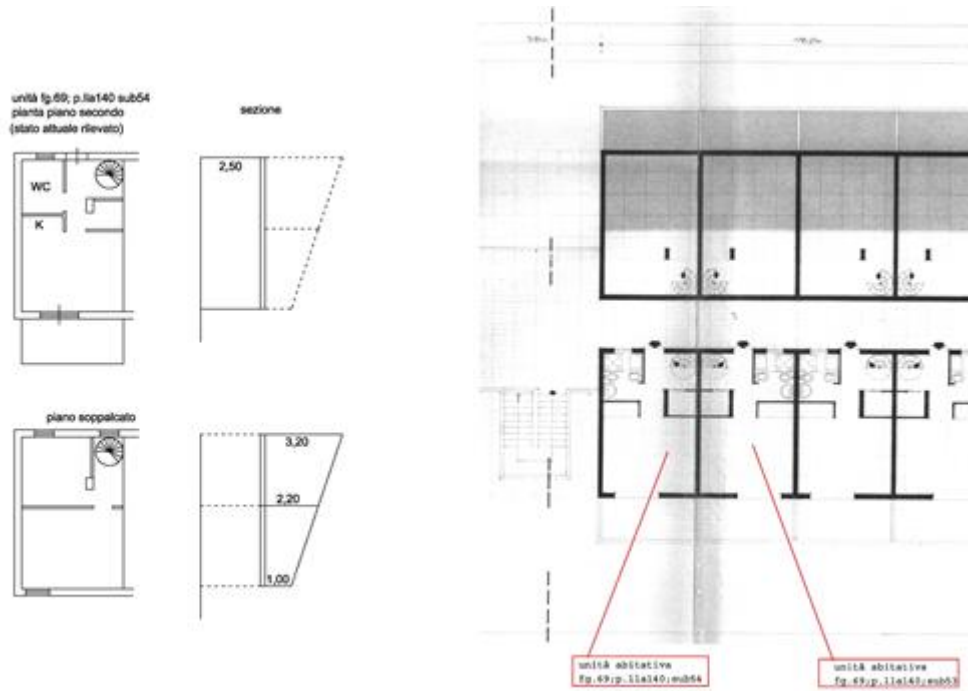 unità fg.69; p.lla140 sub54
pianta piano secondo
(stato attuale rilevato)
sezione
2,50
WC
K
piano soppalcato
3,20
2,20
1,00
unità abitativa
fg.69;p.lla140;sub54
unità abitativa
fg.69;p.lla140;sub53